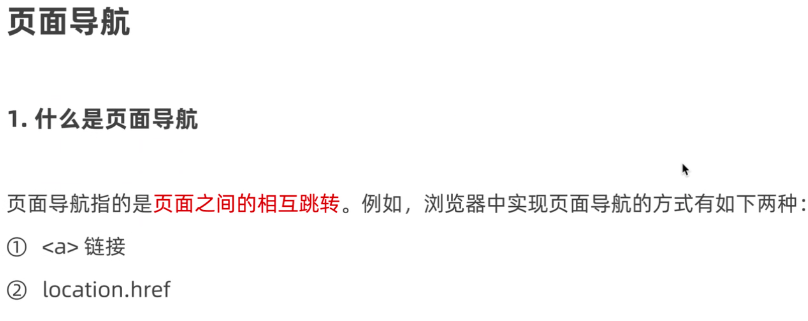 页面导航
1. 什么是页面导航
页面导航指的是页面之间的相互跳转。例如，浏览器中实现页面导航的方式有如下两种：
① <a> 链接
② location.href